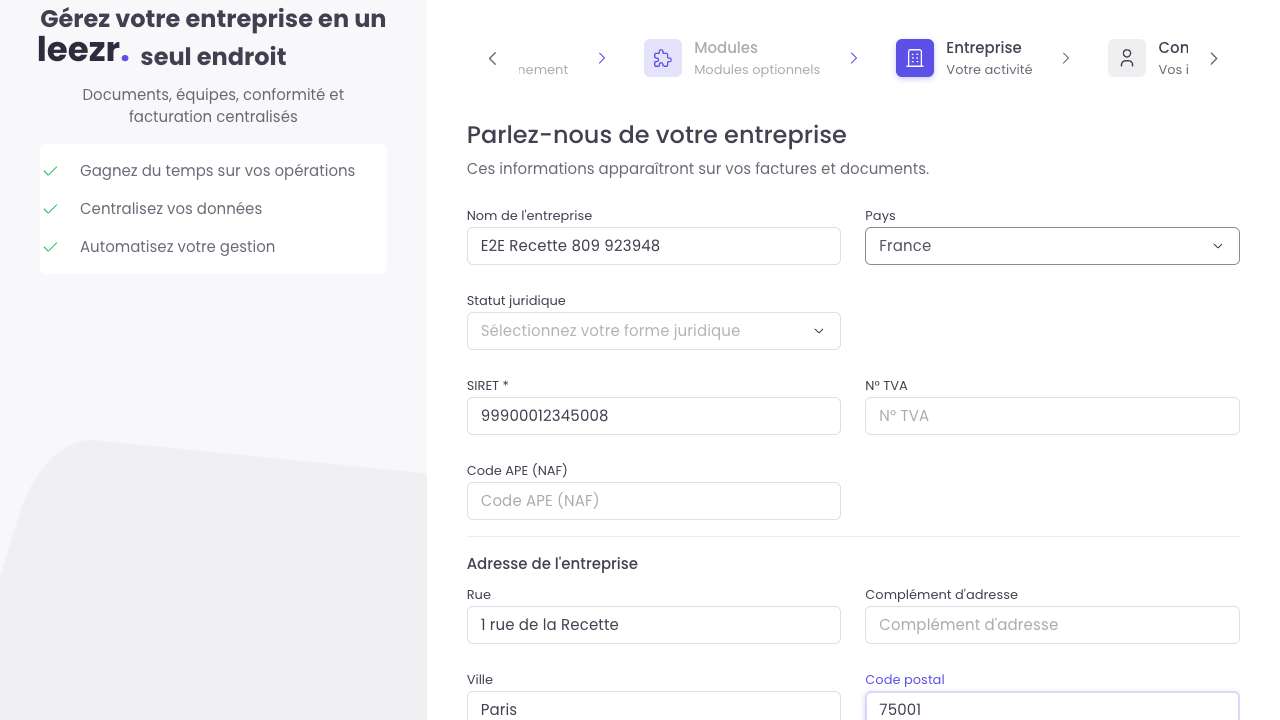 Gérez votre entreprise en un
leezr. seul endroit
Documents, équipes, conformité et
facturation centralisés
Gagnez du temps sur vos opérations
Centralisez vos données
Automatisez votre gestion
nement
Modules
Modules optionnels
Entreprise
Votre activité
Con
Vos i
Parlez-nous de votre entreprise
Ces informations apparaîtront sur vos factures et documents.
Nom de l'entreprise
E2E Recette 809 923948
Pays
France
Statut juridique
Sélectionnez votre forme juridique
SIRET *
99900012345008
N° TVA
N° TVA
Code APE (NAF)
Code APE (NAF)
Adresse de l'entreprise
Rue
1 rue de la Recette
Complément d'adresse
Complément d'adresse
Ville
Paris
Code postal
75001